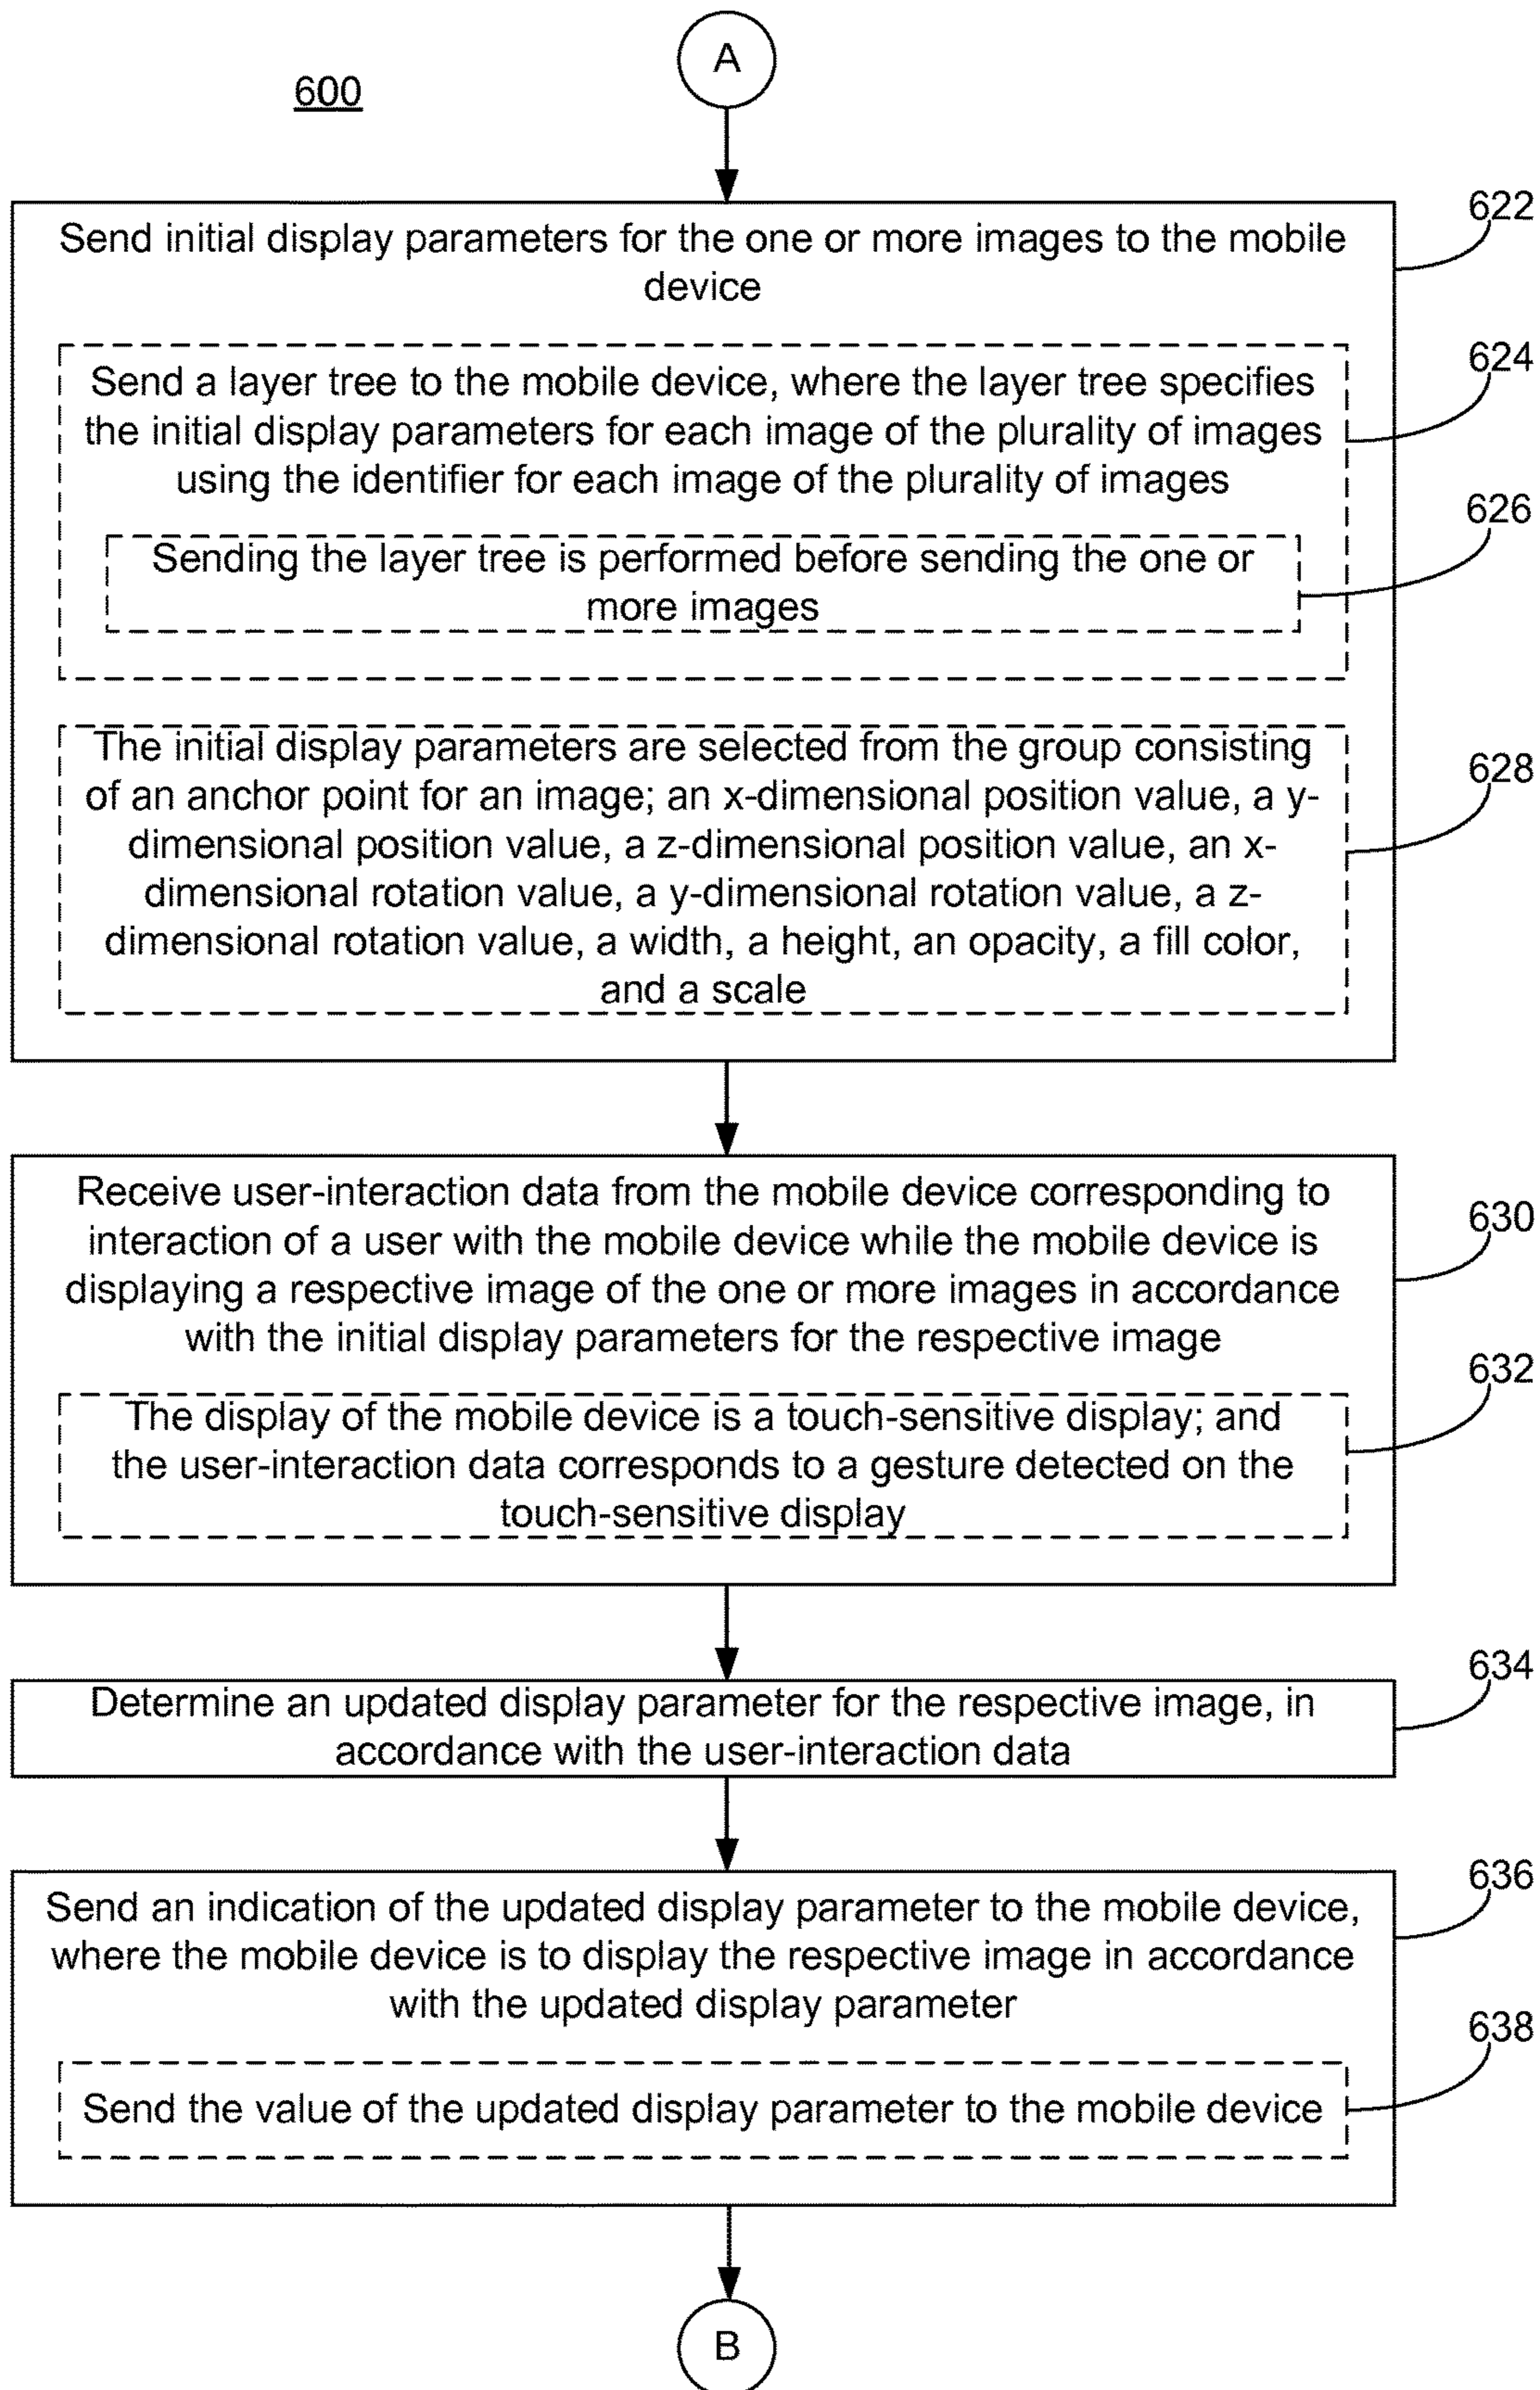 A
600
Send initial display parameters for the one or more images to the mobile
device
622
Send a layer tree to the mobile device, where the layer tree specifies
the initial display parameters for each image of the plurality of images
using the identifier for each image of the plurality of images
624
Sending the layer tree is performed before sending the one or
more images
626
The initial display parameters are selected from the group consisting
of an anchor point for an image; an x-dimensional position value, a y-
dimensional position value, a z-dimensional position value, an x-
dimensional rotation value, a y-dimensional rotation value, a z-
dimensional rotation value, a width, a height, an opacity, a fill color,
and a scale
628
Receive user-interaction data from the mobile device corresponding to
interaction of a user with the mobile device while the mobile device is
displaying a respective image of the one or more images in accordance
with the initial display parameters for the respective image
630
The display of the mobile device is a touch-sensitive display; and
the user-interaction data corresponds to a gesture detected on the
touch-sensitive display
632
Determine an updated display parameter for the respective image, in
accordance with the user-interaction data
634
Send an indication of the updated display parameter to the mobile device,
where the mobile device is to display the respective image in accordance
with the updated display parameter
636
Send the value of the updated display parameter to the mobile device
638
B